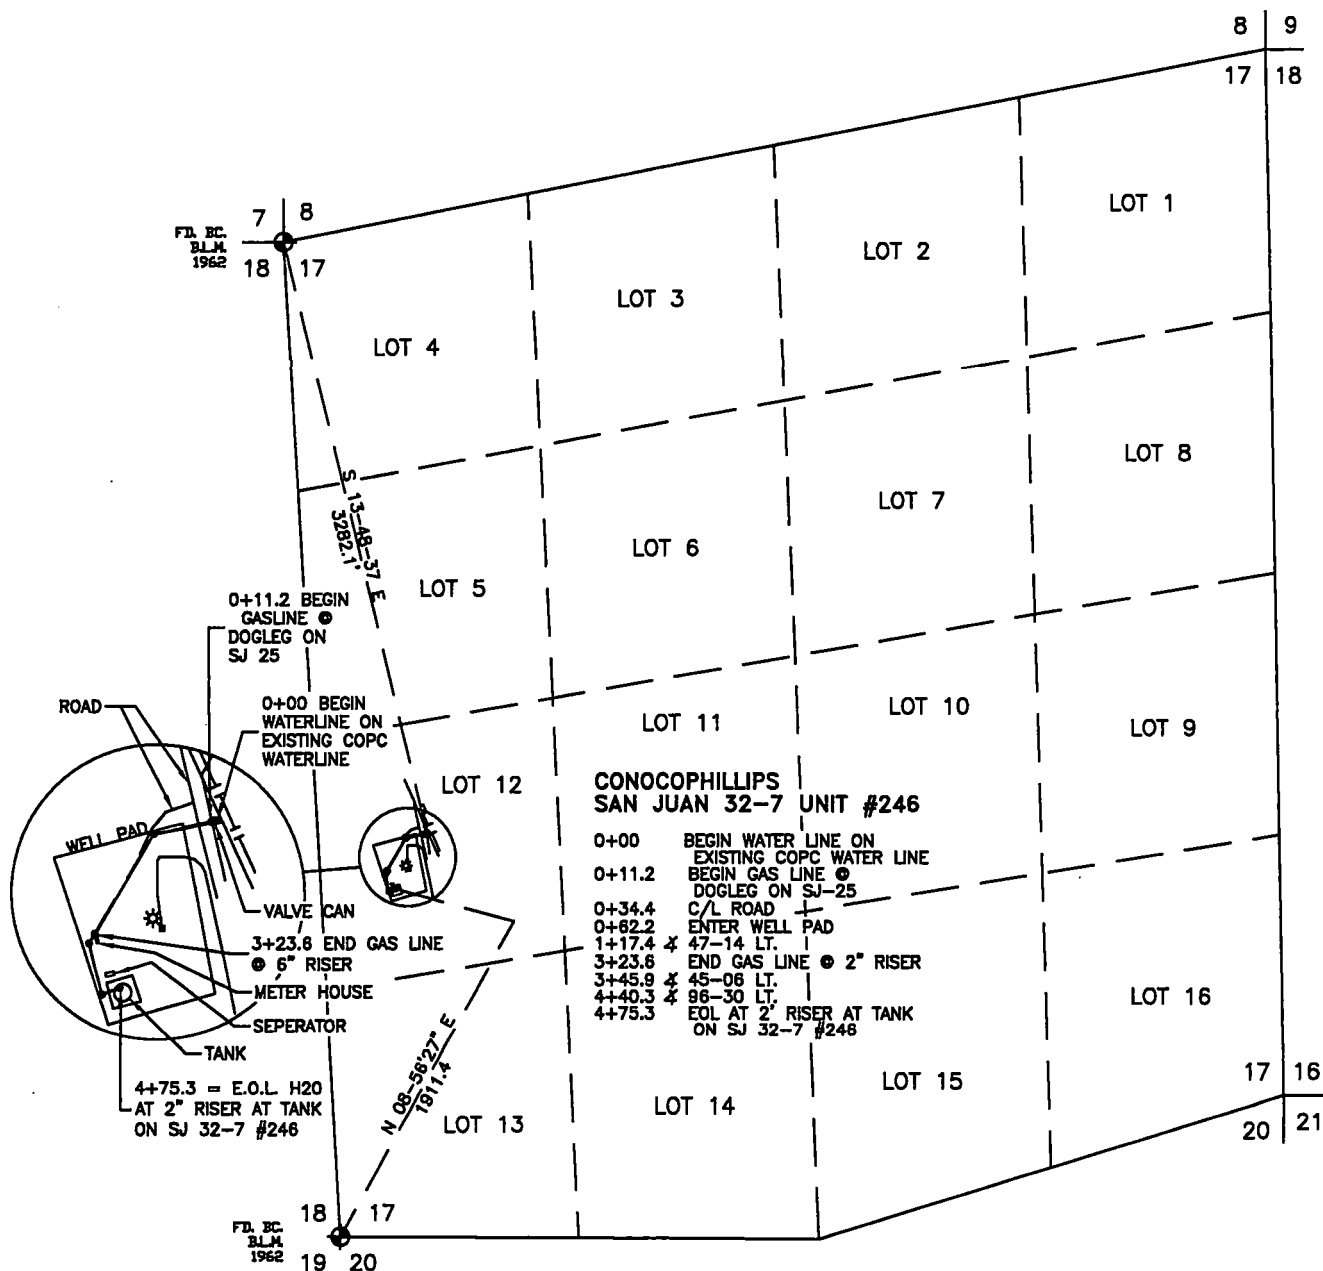 8 9
17 18
7 8
FD. BC.
B.L.M.
1962
18 17
LOT 1
LOT 2
LOT 3
LOT 4
S 13-48-37 E
3282.1'
LOT 8
LOT 7
LOT 6
LOT 5
0+11.2 BEGIN
GASLINE @
DOGLEG ON
SJ 25
ROAD
0+00 BEGIN
WATERLINE ON
EXISTING COPC
WATERLINE
LOT 9
LOT 10
LOT 11
LOT 12
CONOCOPHILLIPS
SAN JUAN 32-7 UNIT #246
0+00 BEGIN WATER LINE ON
EXISTING COPC WATER LINE
0+11.2 BEGIN GAS LINE @
DOGLEG ON SJ-25
0+34.4 C/L ROAD
0+62.2 ENTER WELL PAD
1+17.4 ∡ 47-14 LT.
3+23.6 END GAS LINE @ 2" RISER
3+45.9 ∡ 45-06 LT.
4+40.3 ∡ 96-30 LT.
4+75.3 EOL AT 2' RISER AT TANK
ON SJ 32-7 #246
WELL PAD
VALVE CAN
3+23.6 END GAS LINE
@ 6" RISER
METER HOUSE
SEPERATOR
TANK
4+75.3 = E.O.L. H20
AT 2" RISER AT TANK
ON SJ 32-7 #246
N 08-56'27" E
1911.4
LOT 16
LOT 15
LOT 14
LOT 13
17 16
20 21
18 17
FD. BC.
B.L.M.
1962
19 20